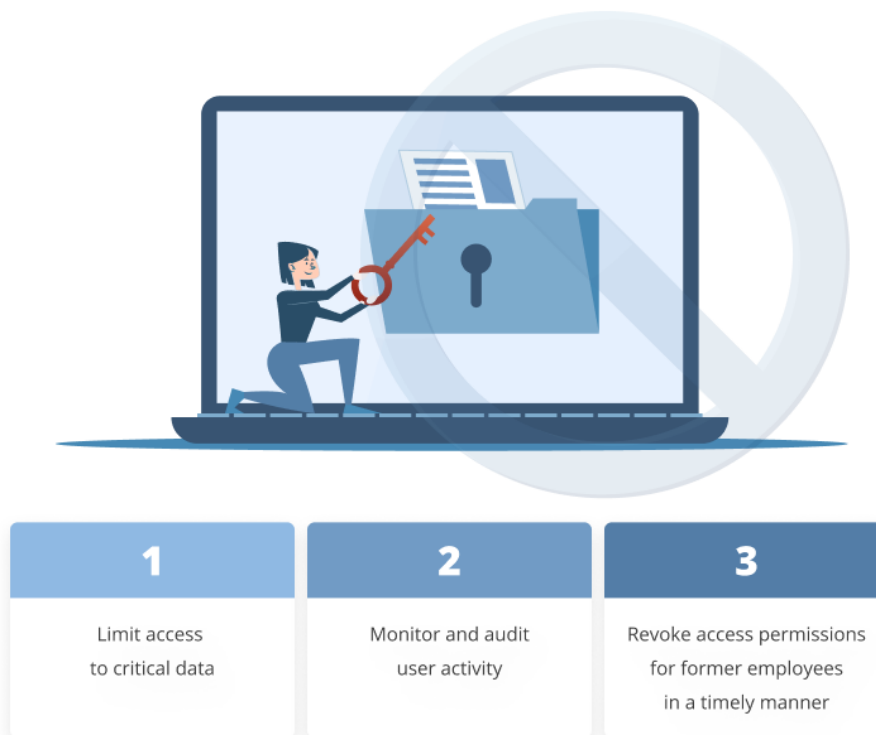 1
Limit access
to critical data
2
Monitor and audit
user activity
3
Revoke access permissions
for former employees
in a timely manner